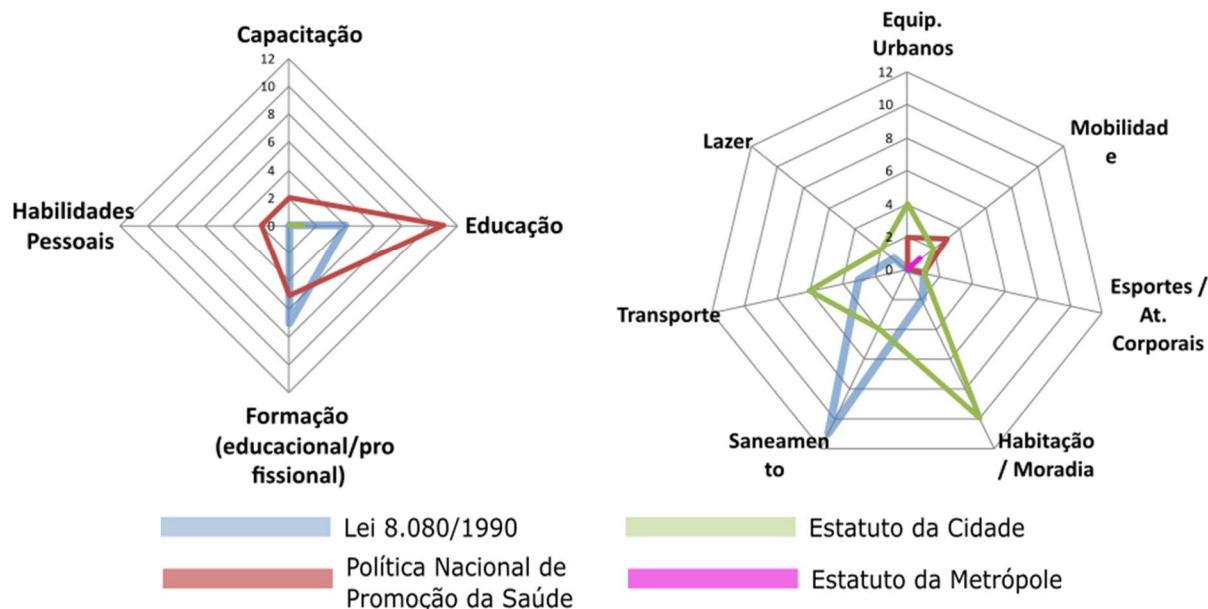 Capacitação
12
10
8
6
4
2
0
Habilidades
Pessoais
Educação
Formação
(educacional/pro
fissional)
Equip.
Urbanos
12
10
8
6
4
2
0
Lazer
Mobilidad
e
Transporte
Esportes /
At.
Corporais
Saneamen
to
Habitação
/ Moradia
Lei 8.080/1990
Estatuto da Cidade
Política Nacional de
Promoção da Saúde
Estatuto da Metrópole